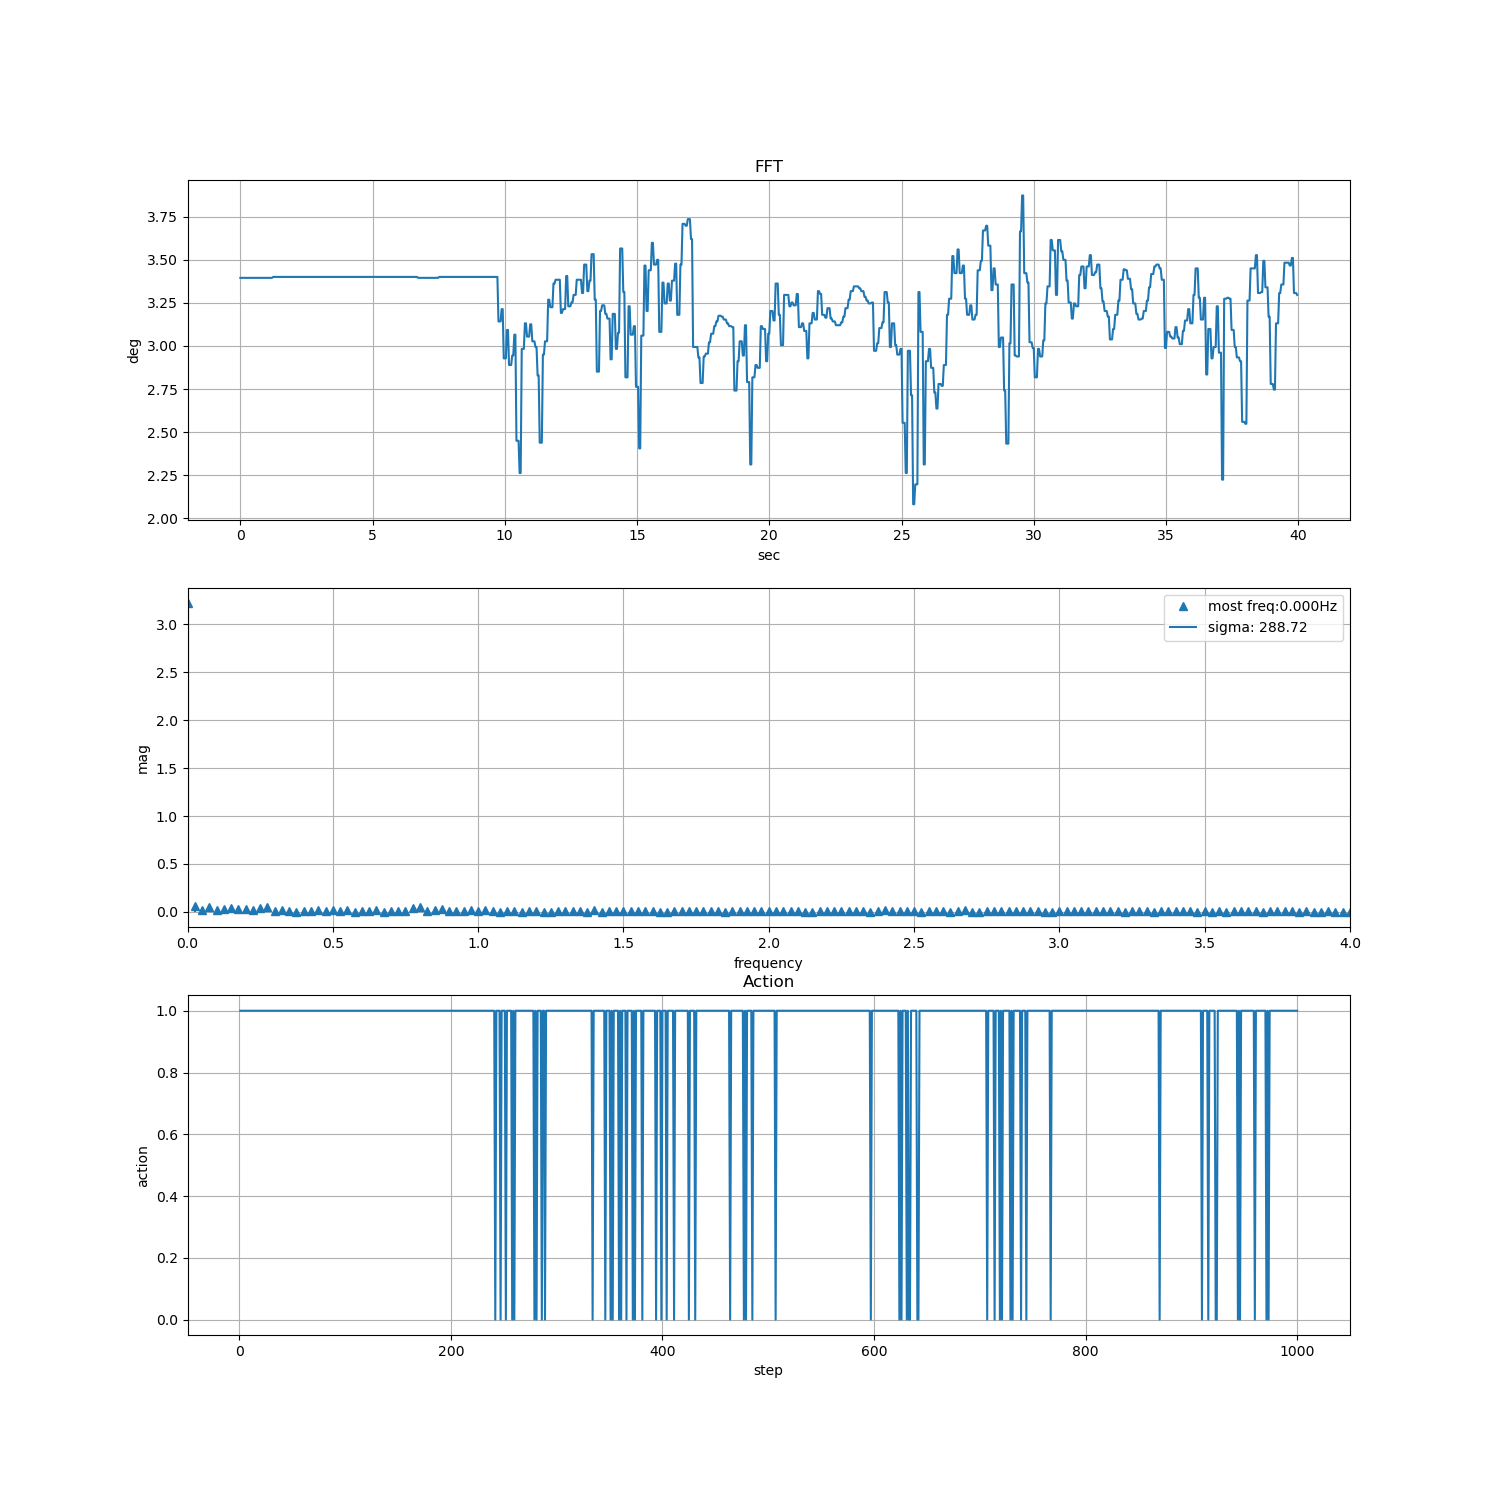 FFT
3.75
3.50
3.25
3.00
2.75
2.50
2.25
2.00
deg
0 5 10 15 20 25 30 35 40
sec
most freq:0.000Hz
sigma: 288.72
3.0
2.5
2.0
1.5
1.0
0.5
0.0
mag
0.0 0.5 1.0 1.5 2.0 2.5 3.0 3.5 4.0
frequency
Action
1.0
0.8
0.6
0.4
0.2
0.0
action
0 200 400 600 800 1000
step